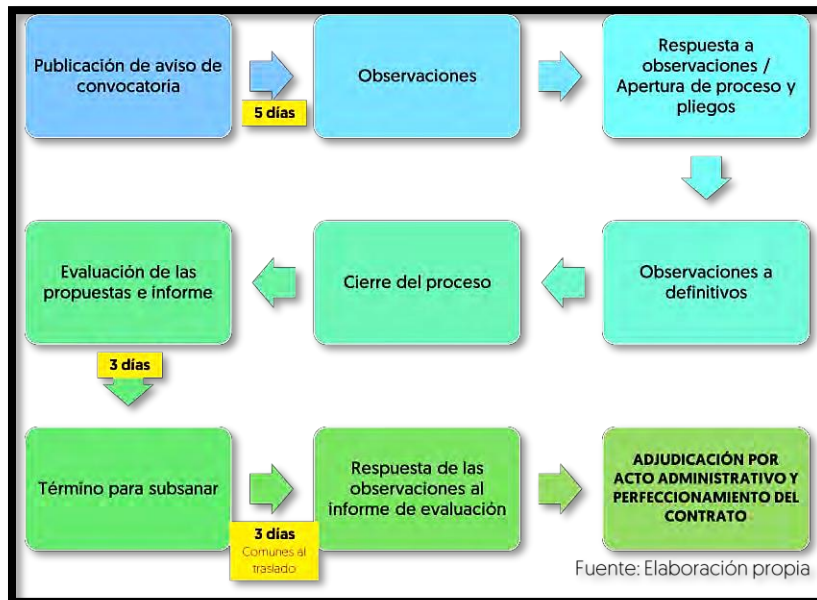 Publicación de aviso de
convocatoria
5 días
Observaciones
Respuesta a
observaciones /
Apertura de proceso y
pliegos
Evaluación de las
propuestas e informe
Cierre del proceso
Observaciones a
definitivos
3 días
Término para subsanar
3 días
Comunes al
traslado
Respuesta de las
observaciones al
informe de evaluación
ADJUDICACIÓN POR
ACTO ADMINISTRATIVO Y
PERFECCIONAMIENTO DEL
CONTRATO
Fuente: Elaboración propia